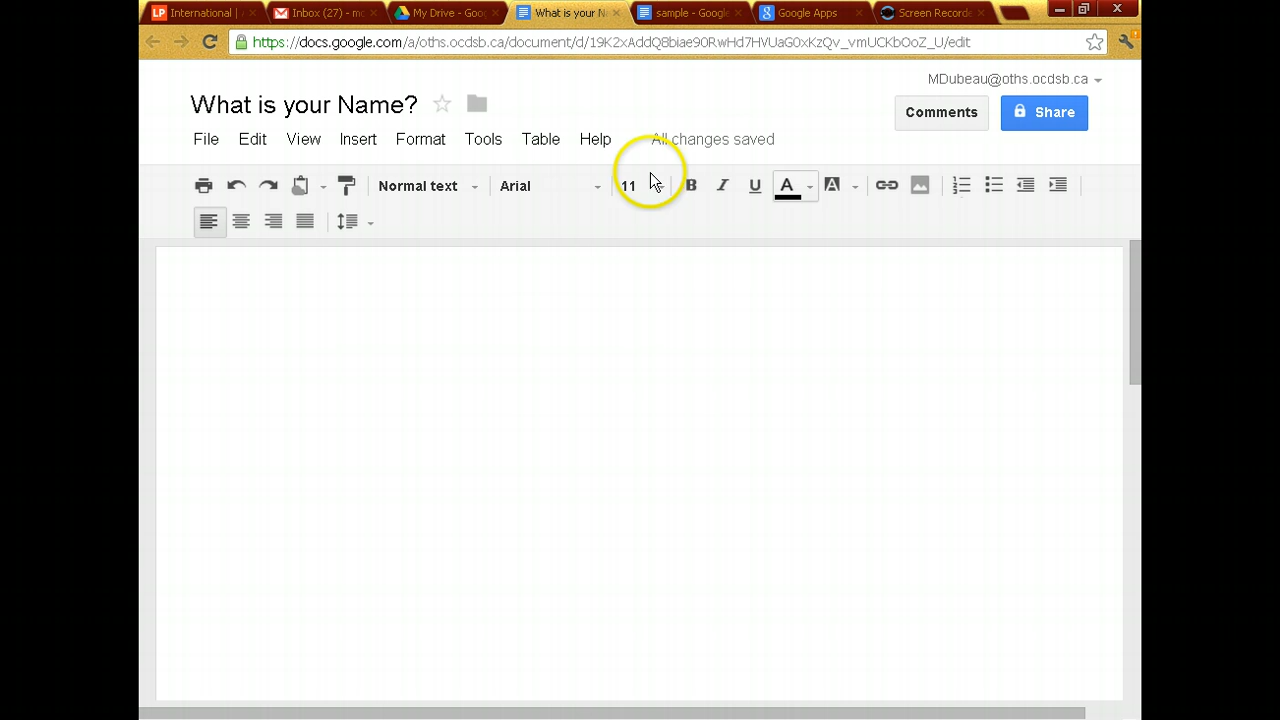 International |
Inbox (27) - m
My Drive - Goo
What is your N
sample - Google
Google Apps
Screen Recorde
https://docs.google.com/a/oths.ocdsb.ca/document/d/19K2xAddQ8biae90RwHd7HVUaG0xKzQv_vmUCKbOoZ_U/edit
MDubeau@oths.ocdsb.ca
What is your Name?
Comments
Share
File Edit View Insert Format Tools Table Help All changes saved
Normal text Arial 11 B I U A A